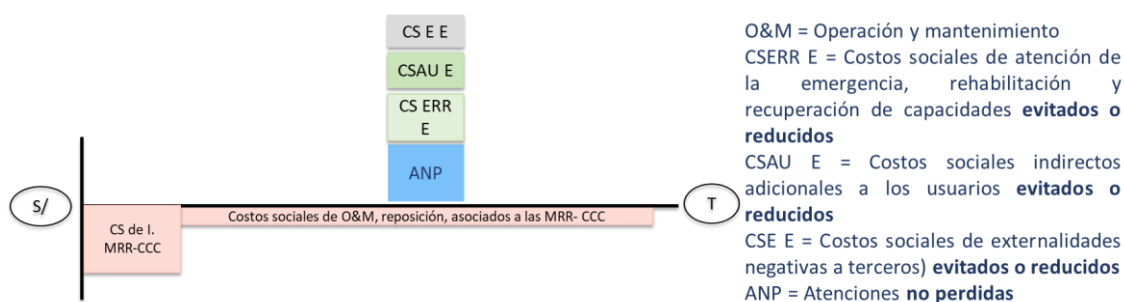 CS E E
CSAU E
CS ERR
E
ANP
S/
T
CS de I.
MRR-CCC
Costos sociales de O&M, reposición, asociados a las MRR- CCC
O&M = Operación y mantenimiento
CSERR E = Costos sociales de atención de
la emergencia, rehabilitación y
recuperación de capacidades evitados o
reducidos
CSAU E = Costos sociales indirectos
adicionales a los usuarios evitados o
reducidos
CSE E = Costos sociales de externalidades
negativas a terceros) evitados o reducidos
ANP = Atenciones no perdidas